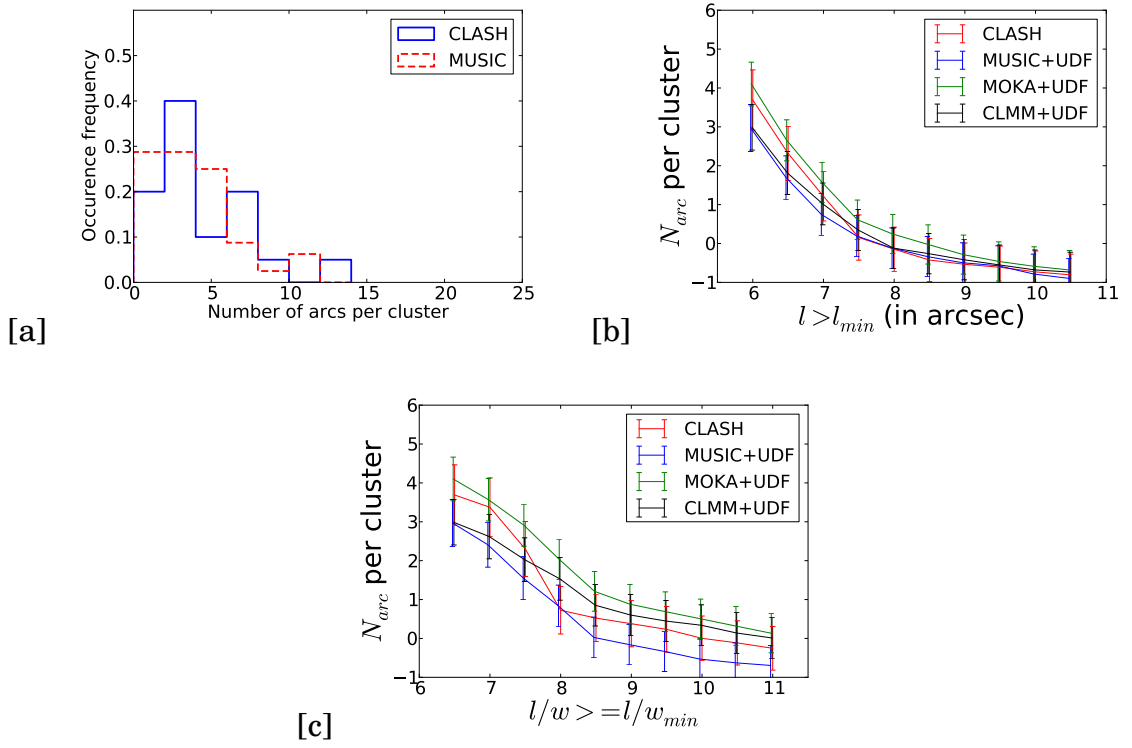 0.5
0.4
0.3
0.2
0.1
0.0
Occurence frequency
CLASH
MUSIC
0 5 10 15 20 25
Number of arcs per cluster
[a]
6
5
4
3
2
1
0
−1
N_arc per cluster
CLASH
MUSIC+UDF
MOKA+UDF
CLMM+UDF
6 7 8 9 10 11
l>l_min (in arcsec)
[b]
6
5
4
3
2
1
0
−1
N_arc per cluster
CLASH
MUSIC+UDF
MOKA+UDF
CLMM+UDF
6 7 8 9 10 11
l/w >=l/w_min
[c]